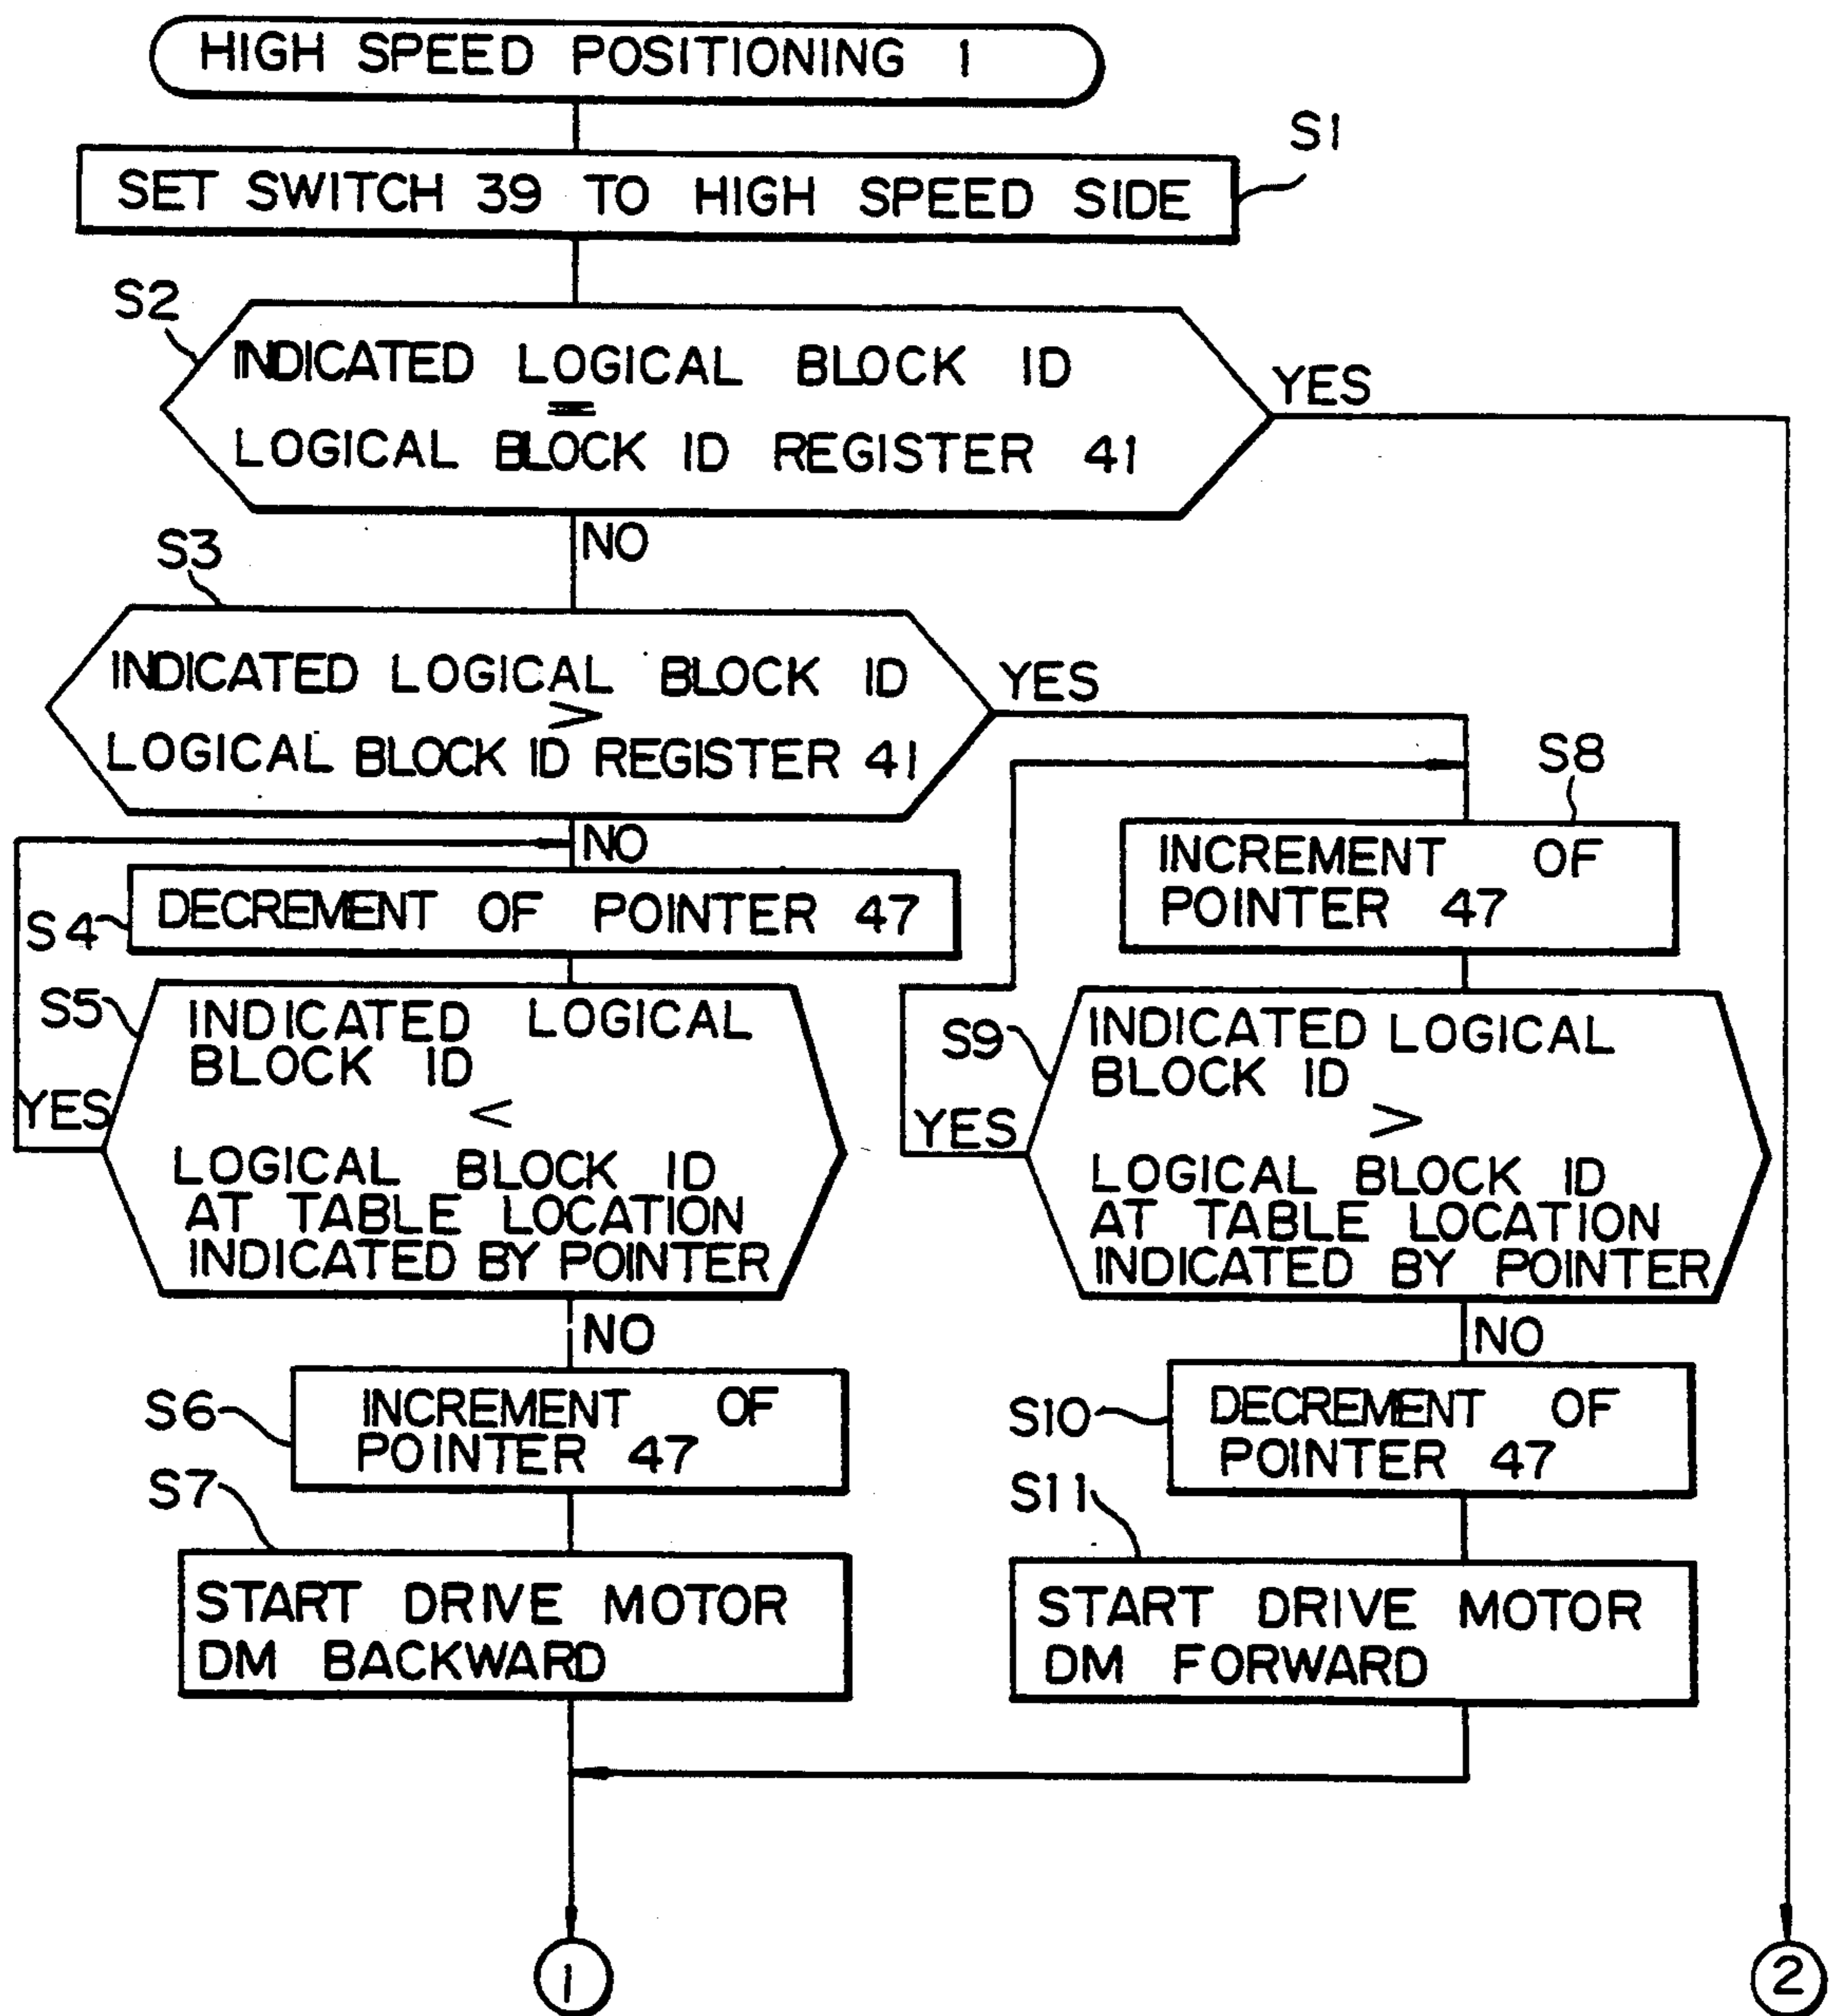 HIGH SPEED POSITIONING 1
S1
SET SWITCH 39 TO HIGH SPEED SIDE
S2
INDICATED LOGICAL BLOCK ID
=
LOGICAL BLOCK ID REGISTER 41
YES
NO
S3
INDICATED LOGICAL BLOCK ID
>
LOGICAL BLOCK ID REGISTER 41
YES
NO
S4
DECREMENT OF POINTER 47
S5
INDICATED LOGICAL
BLOCK ID
<
LOGICAL BLOCK ID
AT TABLE LOCATION
INDICATED BY POINTER
YES
NO
S6
INCREMENT OF
POINTER 47
S7
START DRIVE MOTOR
DM BACKWARD
S8
INCREMENT OF
POINTER 47
S9
INDICATED LOGICAL
BLOCK ID
>
LOGICAL BLOCK ID
AT TABLE LOCATION
INDICATED BY POINTER
YES
NO
S10
DECREMENT OF
POINTER 47
S11
START DRIVE MOTOR
DM FORWARD
1
2